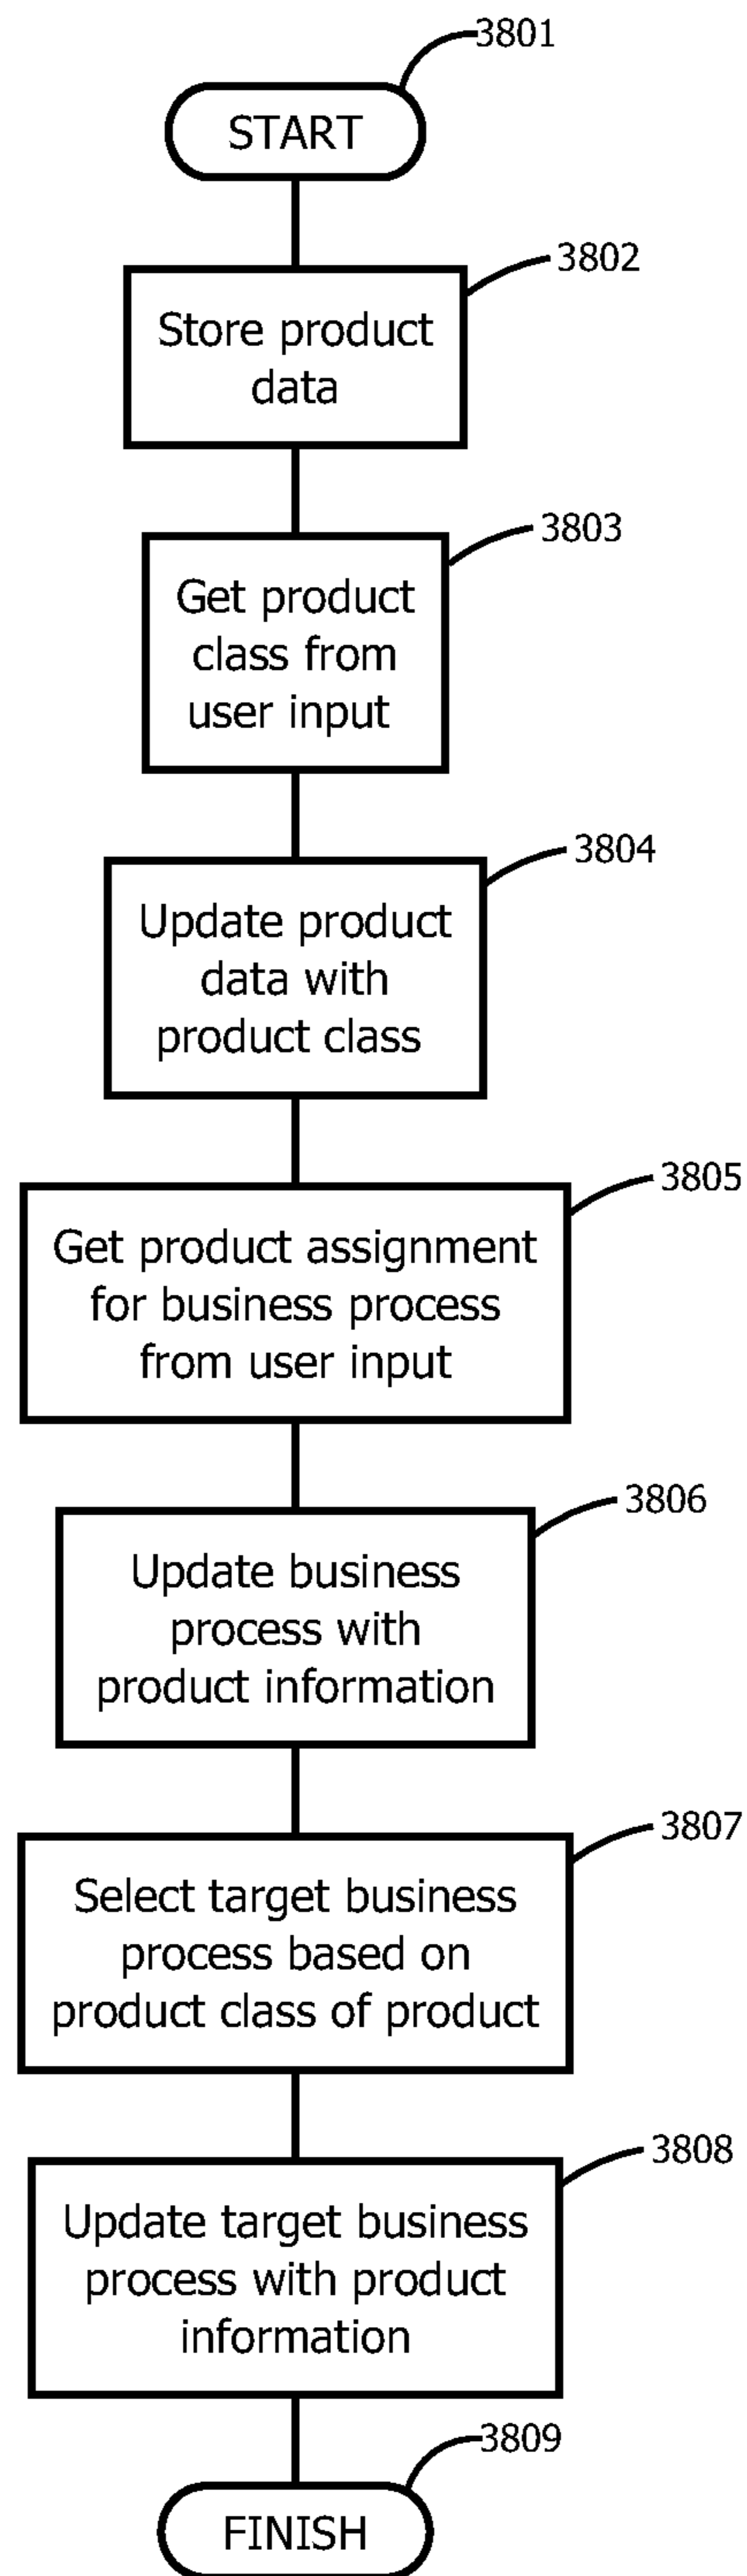 3801
START
3802
Store product
data
3803
Get product
class from
user input
3804
Update product
data with
product class
3805
Get product assignment
for business process
from user input
3806
Update business
process with
product information
3807
Select target business
process based on
product class of product
3808
Update target business
process with product
information
3809
FINISH